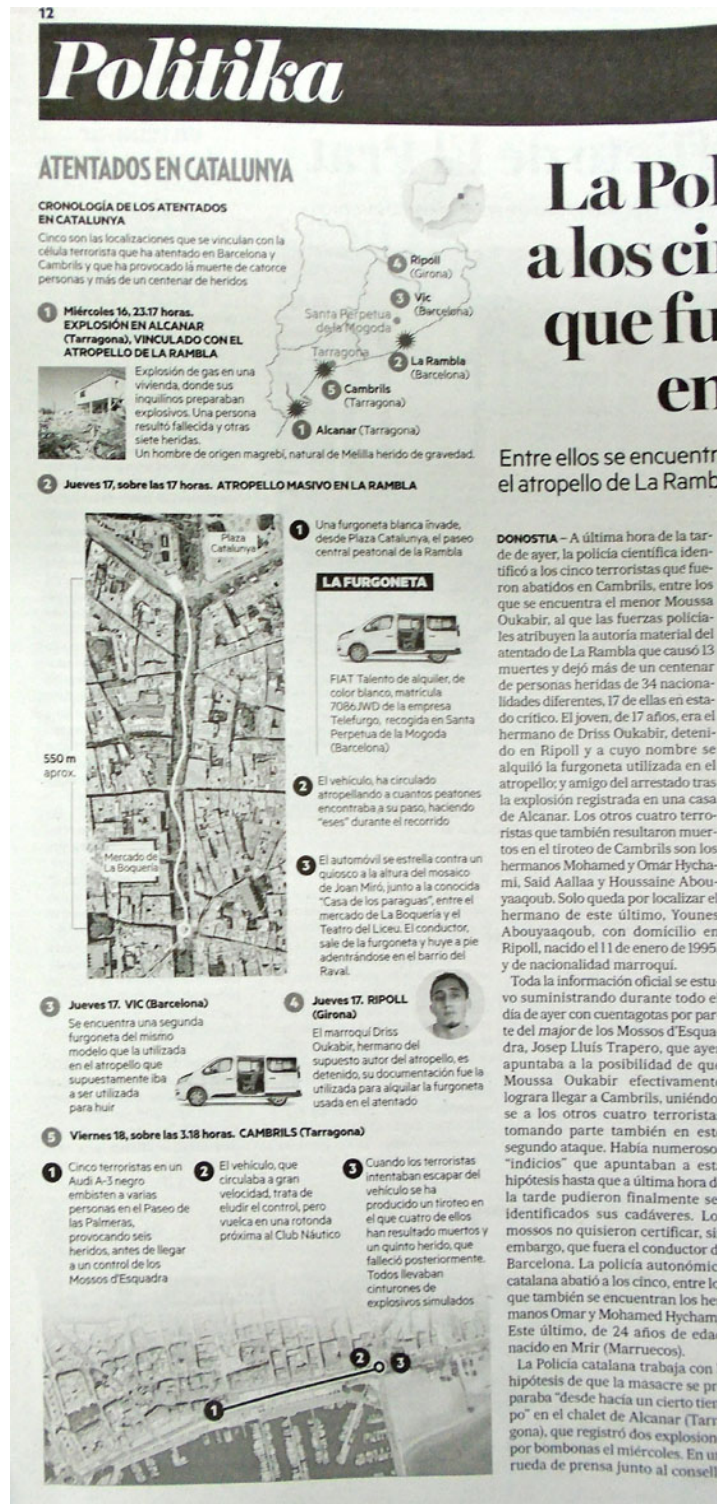 12
Politika
ATENTADOS EN CATALUNYA
CRONOLOGÍA DE LOS ATENTADOS
EN CATALUNYA
Cinco son las localizaciones que se vinculan con la
célula terrorista que ha atentado en Barcelona y
Cambrils y que ha provocado la muerte de catorce
personas y más de un centenar de heridos
4 Ripoll
(Girona)
3 Vic
(Barcelona)
Santa Perpetua
de la Mogoda
Tarragona
2 La Rambla
(Barcelona)
5 Cambrils
(Tarragona)
1 Alcanar (Tarragona)
1 Miércoles 16, 23.17 horas.
EXPLOSIÓN EN ALCANAR
(Tarragona), VINCULADO CON EL
ATROPELLO DE LA RAMBLA
Explosión de gas en una
vivienda, donde sus
inquilinos preparaban
explosivos. Una persona
resultó fallecida y otras
siete heridas.
Un hombre de origen magrebí, natural de Melilla herido de gravedad.
2 Jueves 17, sobre las 17 horas. ATROPELLO MASIVO EN LA RAMBLA
Plaza
Catalunya
550 m
aprox.
Mercado de
La Boquería
1 Una furgoneta blanca invade,
desde Plaza Catalunya, el paseo
central peatonal de la Rambla
LA FURGONETA
FIAT Talento de alquiler, de
color blanco, matrícula
7086JWD de la empresa
Telefurgo, recogida en Santa
Perpetua de la Mogoda
(Barcelona)
2 El vehículo, ha circulado
atropellando a cuantos peatones
encontraba a su paso, haciendo
"eses" durante el recorrido
3 El automóvil se estrella contra un
quiosco a la altura del mosaico
de Joan Miró, junto a la conocida
"Casa de los paraguas", entre el
mercado de La Boquería y el
Teatro del Liceu. El conductor,
sale de la furgoneta y huye a pie
adentrándose en el barrio del
Raval.
3 Jueves 17. VIC (Barcelona)
Se encuentra una segunda
furgoneta del mismo
modelo que la utilizada
en el atropello que
supuestamente iba
a ser utilizada
para huir
4 Jueves 17. RIPOLL
(Girona)
El marroquí Driss
Oukabir, hermano del
supuesto autor del atropello, es
detenido, su documentación fue la
utilizada para alquilar la furgoneta
usada en el atentado
5 Viernes 18, sobre las 3.18 horas. CAMBRILS (Tarragona)
1 Cinco terroristas en un
Audi A-3 negro
embisten a varias
personas en el Paseo de
las Palmeras,
provocando seis
heridos, antes de llegar
a un control de los
Mossos d'Esquadra
2 El vehículo, que
circulaba a gran
velocidad, trata de
eludir el control, pero
vuelca en una rotonda
próxima al Club Náutico
3 Cuando los terroristas
intentaban escapar del
vehículo se ha
producido un tiroteo en
el que cuatro de ellos
han resultado muertos y
un quinto herido, que
falleció posteriormente.
Todos llevaban
cinturones de
explosivos simulados
2 3
1
La Pol
a los ci
que fu
en
Entre ellos se encuentr
el atropello de La Ramb
DONOSTIA – A última hora de la tar-
de de ayer, la policía científica iden-
tificó a los cinco terroristas que fue-
ron abatidos en Cambrils, entre los
que se encuentra el menor Moussa
Oukabir, al que las fuerzas policia-
les atribuyen la autoría material del
atentado de La Rambla que causó 13
muertes y dejó más de un centenar
de personas heridas de 34 naciona-
lidades diferentes, 17 de ellas en esta-
do crítico. El joven, de 17 años, era el
hermano de Driss Oukabir, deteni-
do en Ripoll y a cuyo nombre se
alquiló la furgoneta utilizada en el
atropello; y amigo del arrestado tras
la explosión registrada en una casa
de Alcanar. Los otros cuatro terro-
ristas que también resultaron muer-
tos en el tiroteo de Cambrils son los
hermanos Mohamed y Omar Hycha-
mi, Said Aallaa y Houssaine Abou-
yaaqoub. Solo queda por localizar el
hermano de este último, Younes
Abouyaaqoub, con domicilio en
Ripoll, nacido el 11 de enero de 1995
y de nacionalidad marroquí.
Toda la información oficial se estu-
vo suministrando durante todo e
día de ayer con cuentagotas por par
te del major de los Mossos d'Esqua
dra, Josep Lluís Trapero, que aye
apuntaba a la posibilidad de que
Moussa Oukabir efectivament
lograra llegar a Cambrils, uniéndo
se a los otros cuatro terrorista
tomando parte también en est
segundo ataque. Había numeroso
"indicios" que apuntaban a est
hipótesis hasta que a última hora d
la tarde pudieron finalmente se
identificados sus cadáveres. Lo
mossos no quisieron certificar, si
embargo, que fuera el conductor d
Barcelona. La policía autonómic
catalana abatió a los cinco, entre lo
que también se encuentran los he
manos Omar y Mohamed Hycham
Este último, de 24 años de edad
nacido en Mrir (Marruecos).
La Policía catalana trabaja con
hipótesis de que la masacre se pr
paraba "desde hacía un cierto tiem
po" en el chalet de Alcanar (Tarr
gona), que registró dos explosion
por bombonas el miércoles. En u
rueda de prensa junto al consell